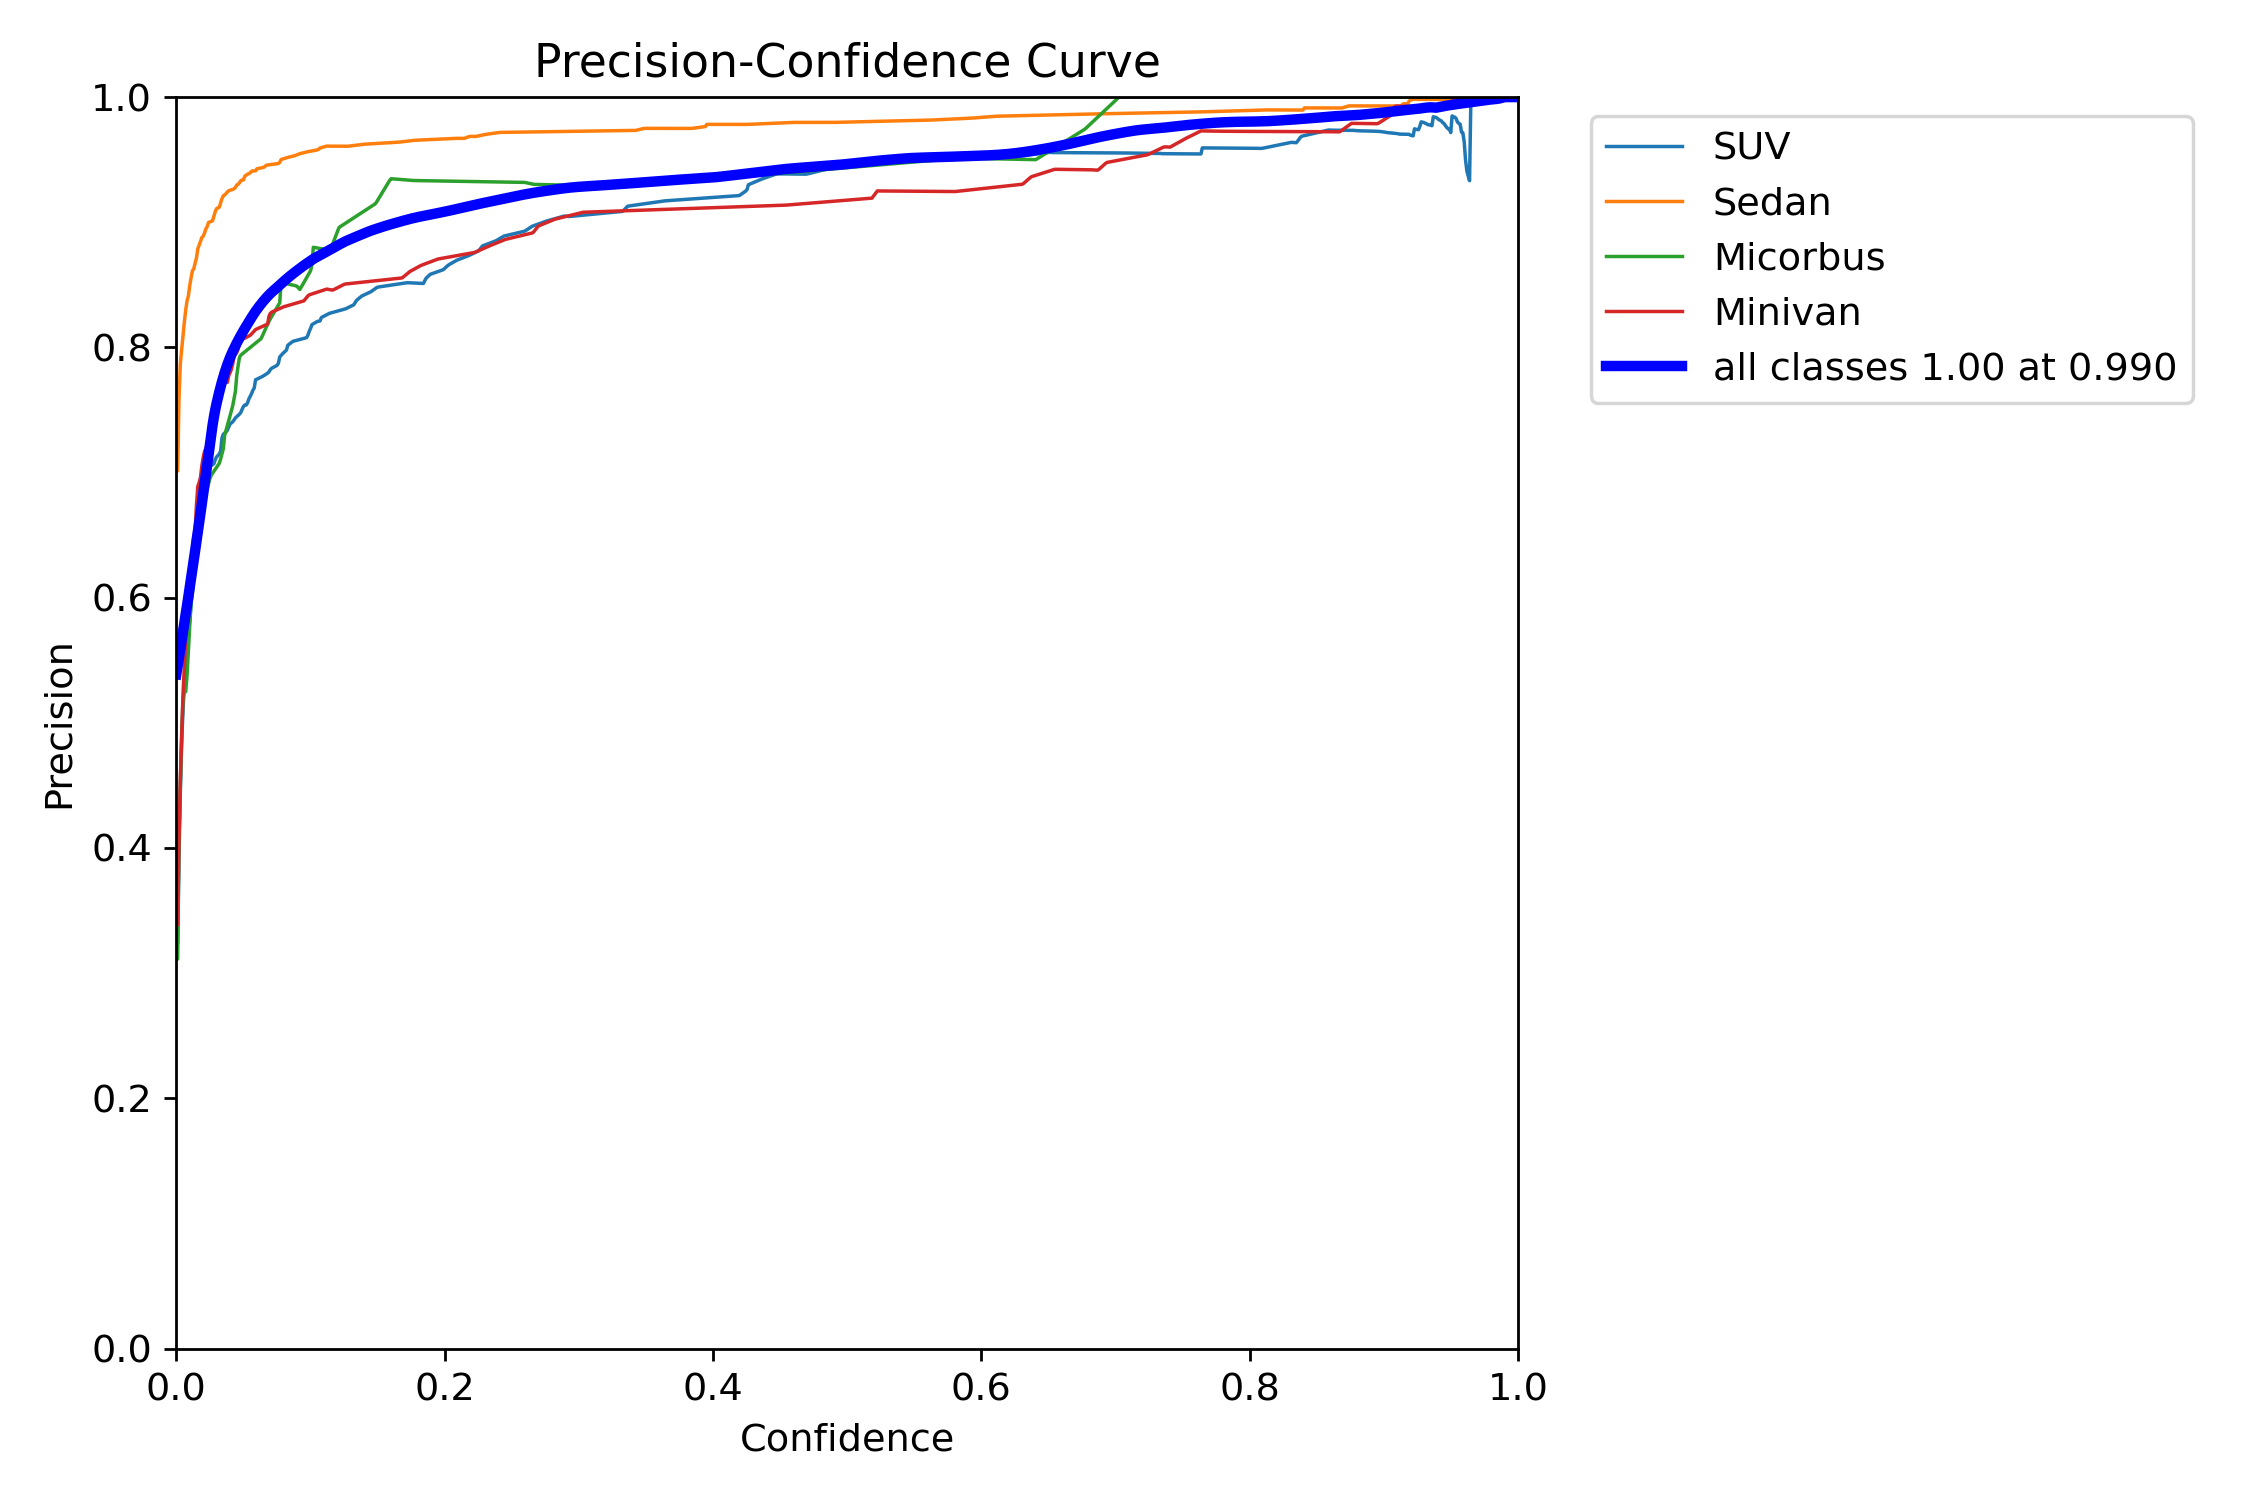 Precision-Confidence Curve
1.0
0.8
0.6
0.4
0.2
0.0
Precision
0.0 0.2 0.4 0.6 0.8 1.0
Confidence
SUV
Sedan
Micorbus
Minivan
all classes 1.00 at 0.990